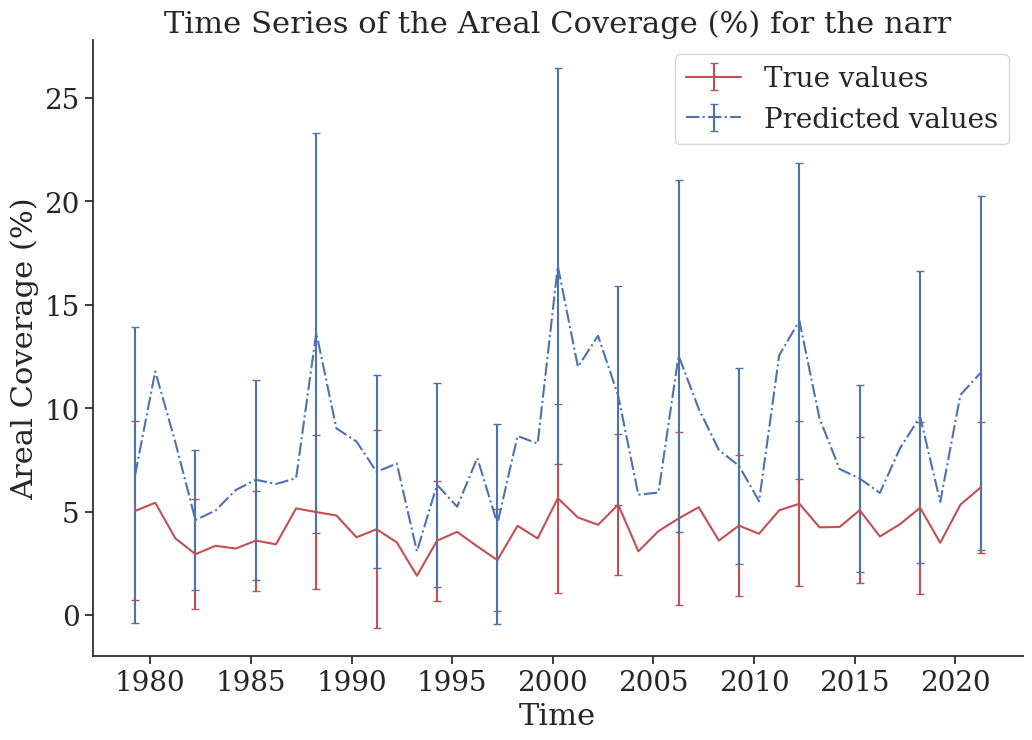 Time Series of the Areal Coverage (%) for the narr
True values
Predicted values
Areal Coverage (%)
25
20
15
10
5
0
1980 1985 1990 1995 2000 2005 2010 2015 2020
Time